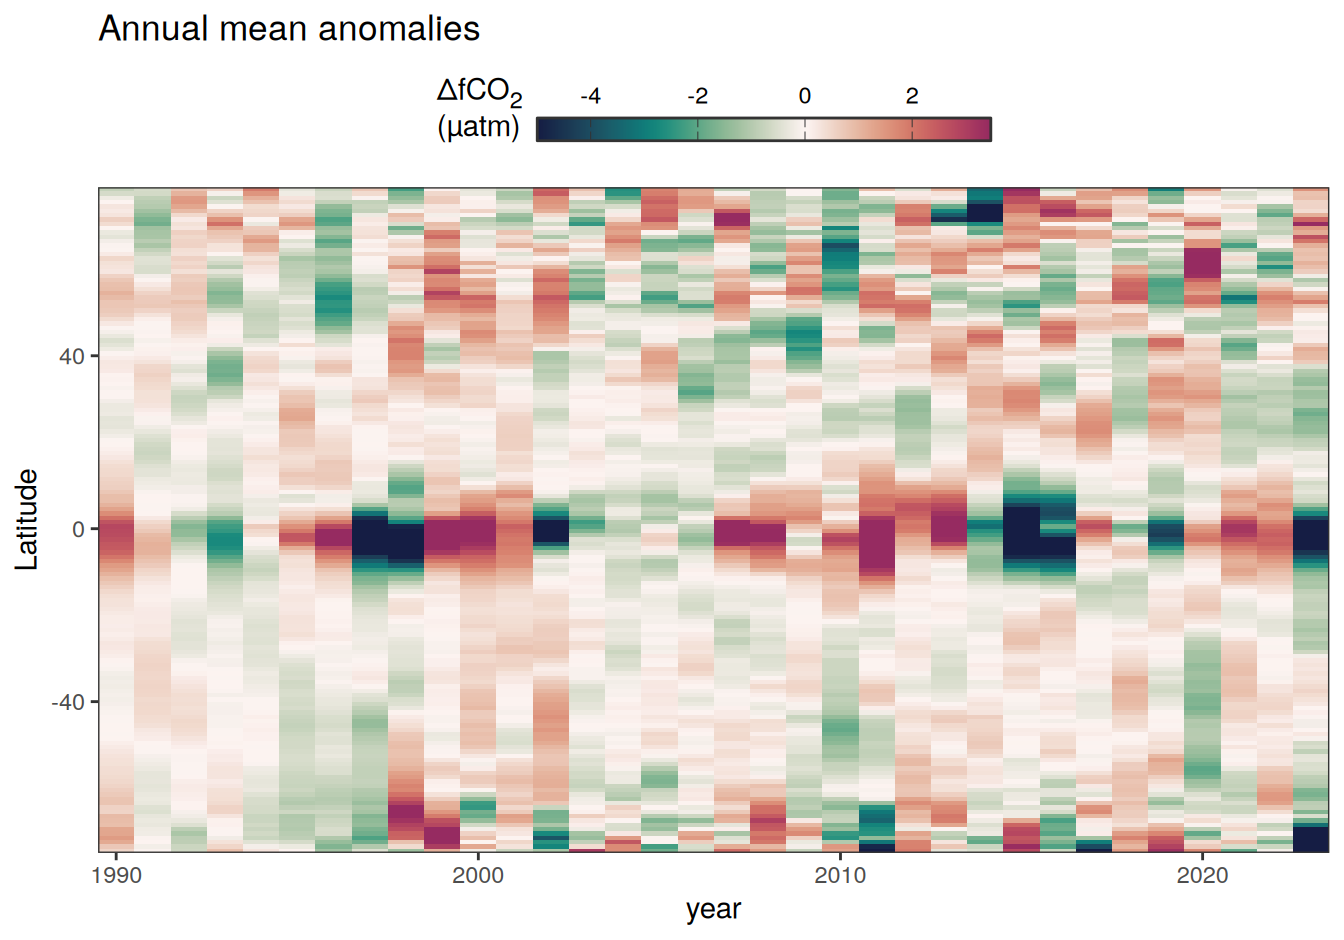 Annual mean anomalies
ΔfCO₂
(µatm)
-4 -2 0 2
Latitude
40
0
-40
1990 2000 2010 2020
year